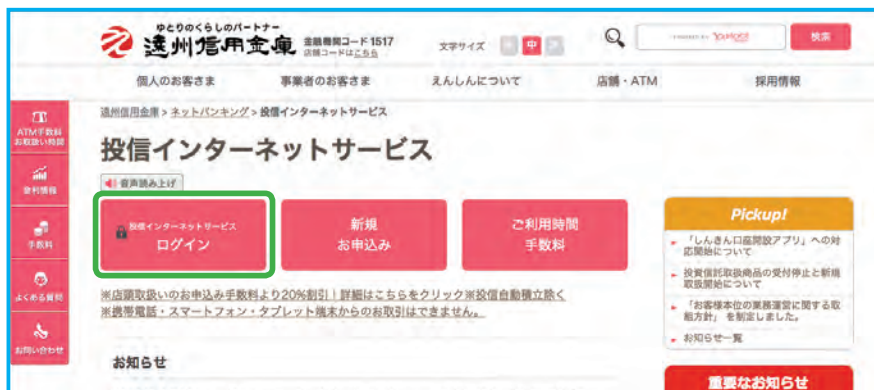 ゆとりのくらしのパートナー
遠州信用金庫
金融機関コード 1517
店舗コードはこちら
文字サイズ
中
YAHOO!
検索
個人のお客さま
事業者のお客さま
えんしんについて
店舗・ATM
採用情報
ATM手数料
お取扱い時間
金利情報
手数料
よくある質問
お問い合わせ
遠州信用金庫 > ネットバンキング > 投信インターネットサービス
投信インターネットサービス
音声読み上げ
投信インターネットサービス
ログイン
新規
お申込み
ご利用時間
手数料
※店頭取扱いのお申込み手数料より20%割引！詳細はこちらをクリック※投信自動積立除く
※携帯電話・スマートフォン・タブレット端末からのお取引はできません。
お知らせ
Pickup!
「しんきん口座開設アプリ」への対
応開始について
投資信託取扱商品の受付停止と新規
取扱開始について
「お客様本位の業務運営に関する取
組方針」を制定しました。
お知らせ一覧
重要なお知らせ